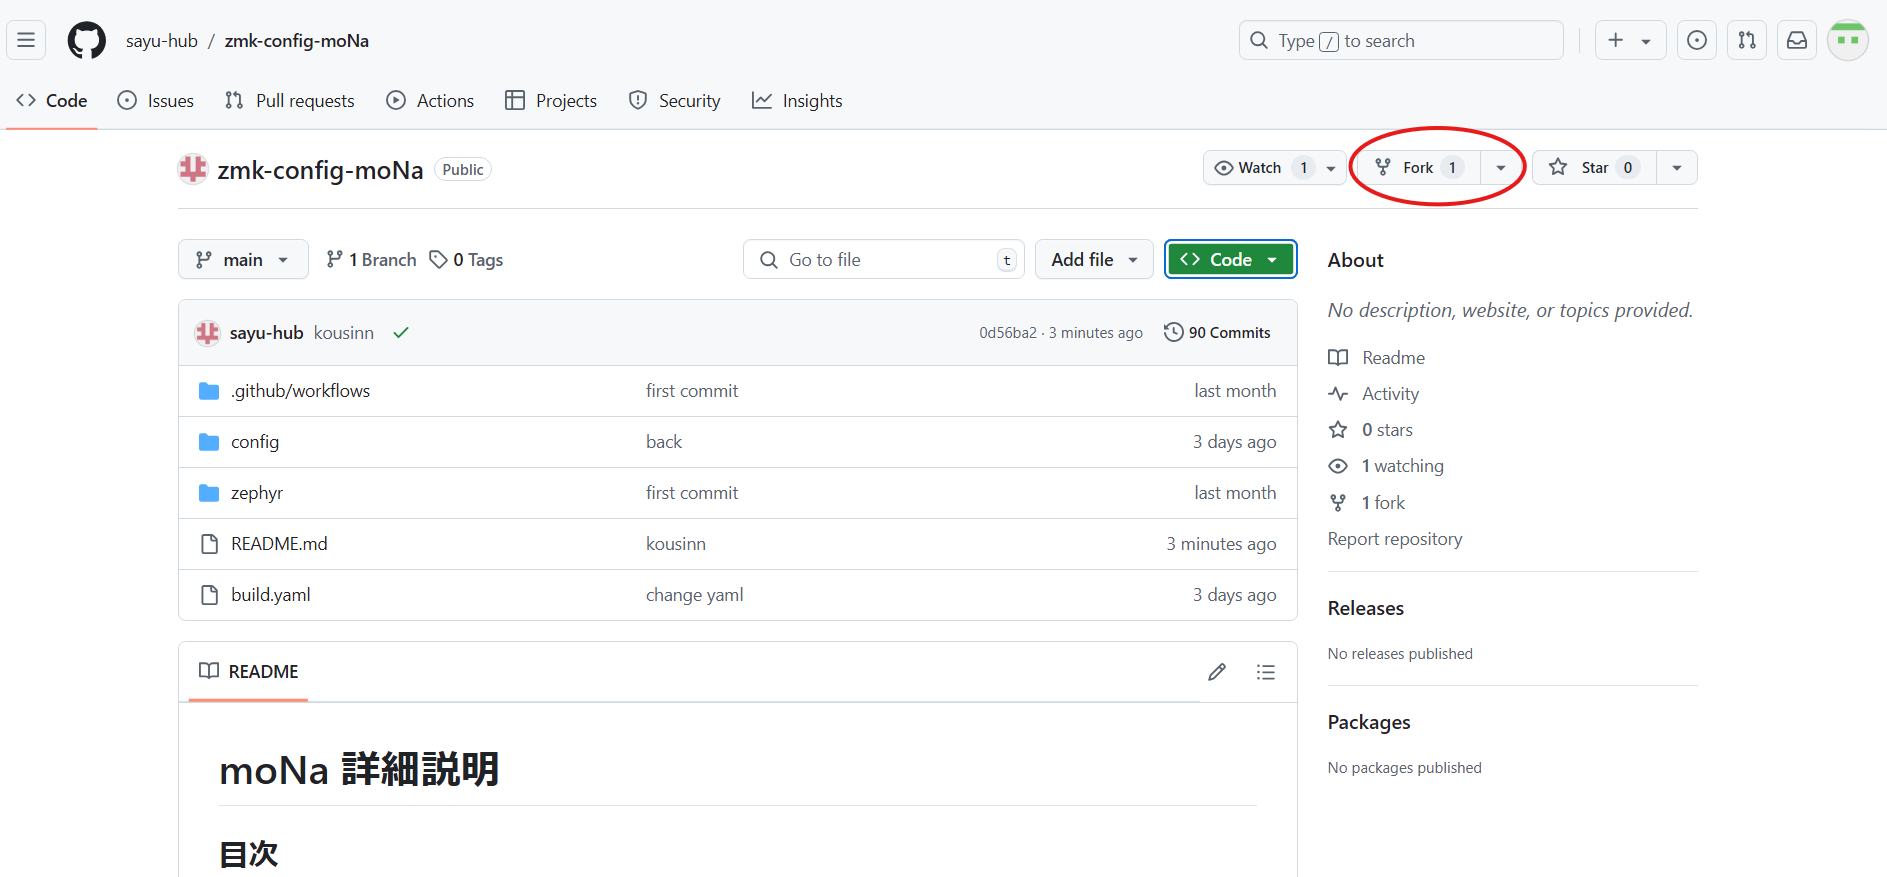 sayu-hub / zmk-config-moNa
Type / to search
Code Issues Pull requests Actions Projects Security Insights
zmk-config-moNa Public
Watch 1 Fork 1 Star 0
main 1 Branch 0 Tags Go to file t Add file Code
sayu-hub kousinn 0d56ba2 · 3 minutes ago 90 Commits
.github/workflows first commit last month
config back 3 days ago
zephyr first commit last month
README.md kousinn 3 minutes ago
build.yaml change yaml 3 days ago
README
moNa 詳細説明
目次
About
No description, website, or topics provided.
Readme
Activity
0 stars
1 watching
1 fork
Report repository
Releases
No releases published
Packages
No packages published